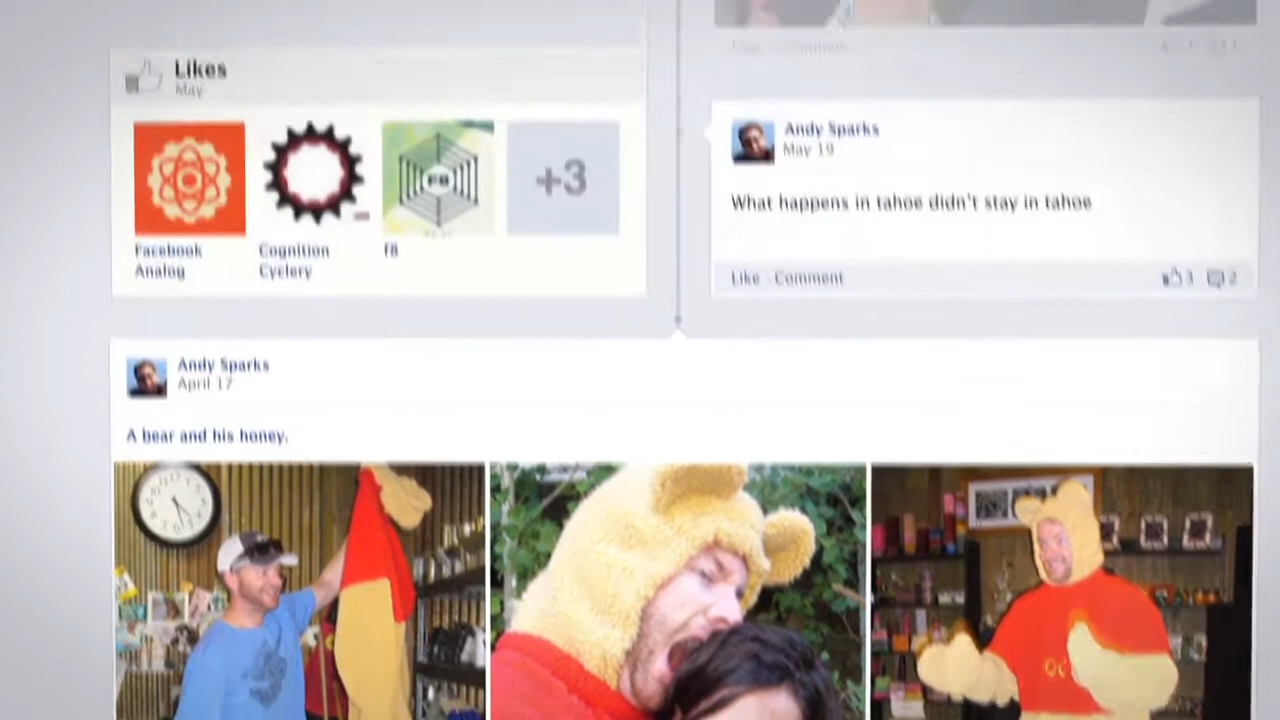 Likes
May
+3
Facebook
Analog
Cognition
Cyclery
f8
F8
Andy Sparks
May 19
What happens in tahoe didn't stay in tahoe
Like · Comment
3
2
Andy Sparks
April 17
A bear and his honey.